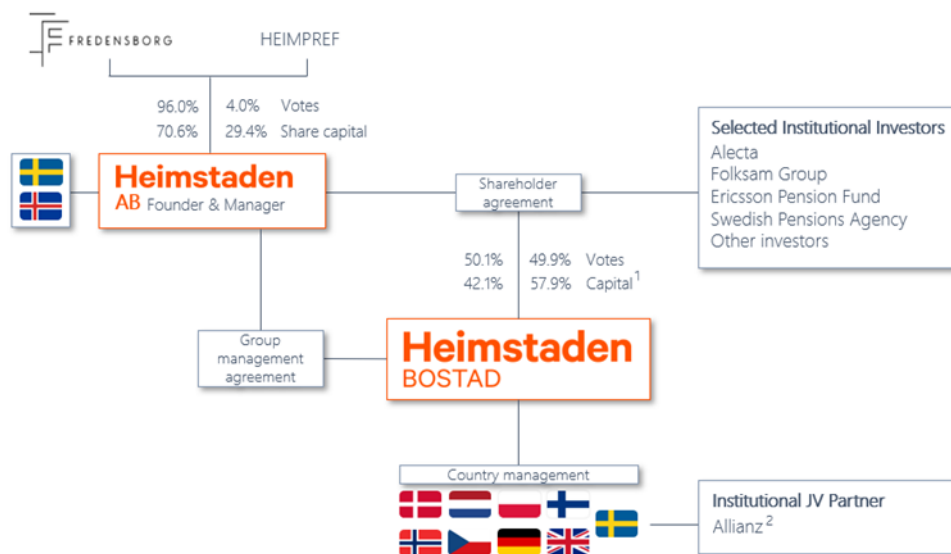 FREDENSBORG
HEIMPREF
96.0% 4.0% Votes
70.6% 29.4% Share capital
Heimstaden
AB Founder & Manager
Shareholder
agreement
Selected Institutional Investors
Alecta
Folksam Group
Ericsson Pension Fund
Swedish Pensions Agency
Other investors
50.1% 49.9% Votes
42.1% 57.9% Capital¹
Group
management
agreement
Heimstaden
BOSTAD
Country management
Institutional JV Partner
Allianz²